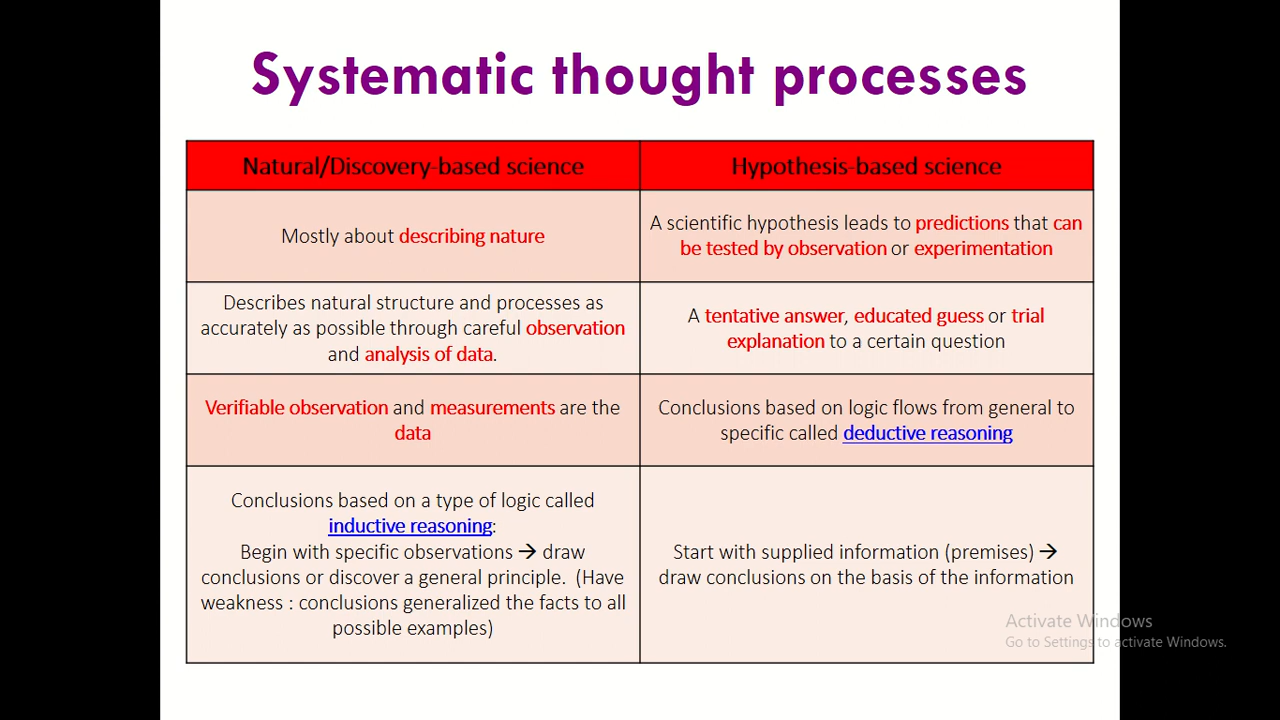 Systematic thought processes
Natural/Discovery-based science
Hypothesis-based science
Mostly about describing nature
A scientific hypothesis leads to predictions that can
be tested by observation or experimentation
Describes natural structure and processes as
accurately as possible through careful observation
and analysis of data.
A tentative answer, educated guess or trial
explanation to a certain question
Verifiable observation and measurements are the
data
Conclusions based on logic flows from general to
specific called deductive reasoning
Conclusions based on a type of logic called
inductive reasoning:
Begin with specific observations → draw
conclusions or discover a general principle. (Have
weakness : conclusions generalized the facts to all
possible examples)
Start with supplied information (premises) →
draw conclusions on the basis of the information
Activate Windows
Go to Settings to activate Windows.